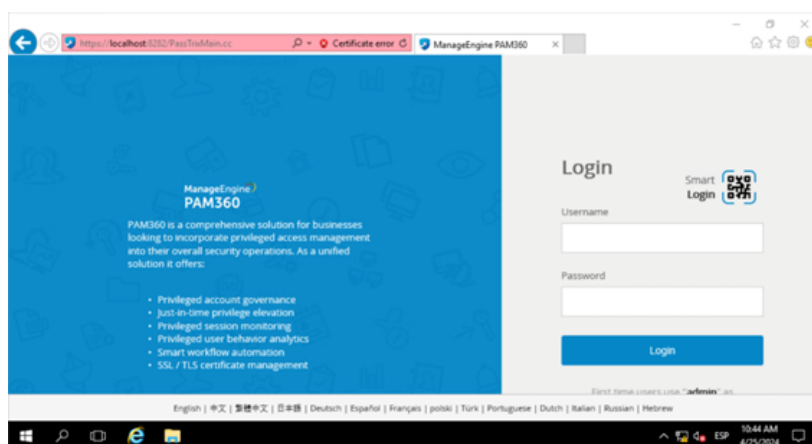 https://localhost:8282/PassTrixMain.cc
Certificate error
ManageEngine PAM360
ManageEngine
PAM360
PAM360 is a comprehensive solution for businesses
looking to incorporate privileged access management
into their overall security operations. As a unified
solution it offers:
• Privileged account governance
• Just-in-time privilege elevation
• Privileged session monitoring
• Privileged user behavior analytics
• Smart workflow automation
• SSL / TLS certificate management
Login
Smart
Login
Username
Password
Login
First time users use "admin" as
English | 中文 | 繁體中文 | 日本語 | Deutsch | Español | Français | polski | Türk | Portuguese | Dutch | Italian | Russian | Hebrew
ESP
10:44 AM
4/25/2024